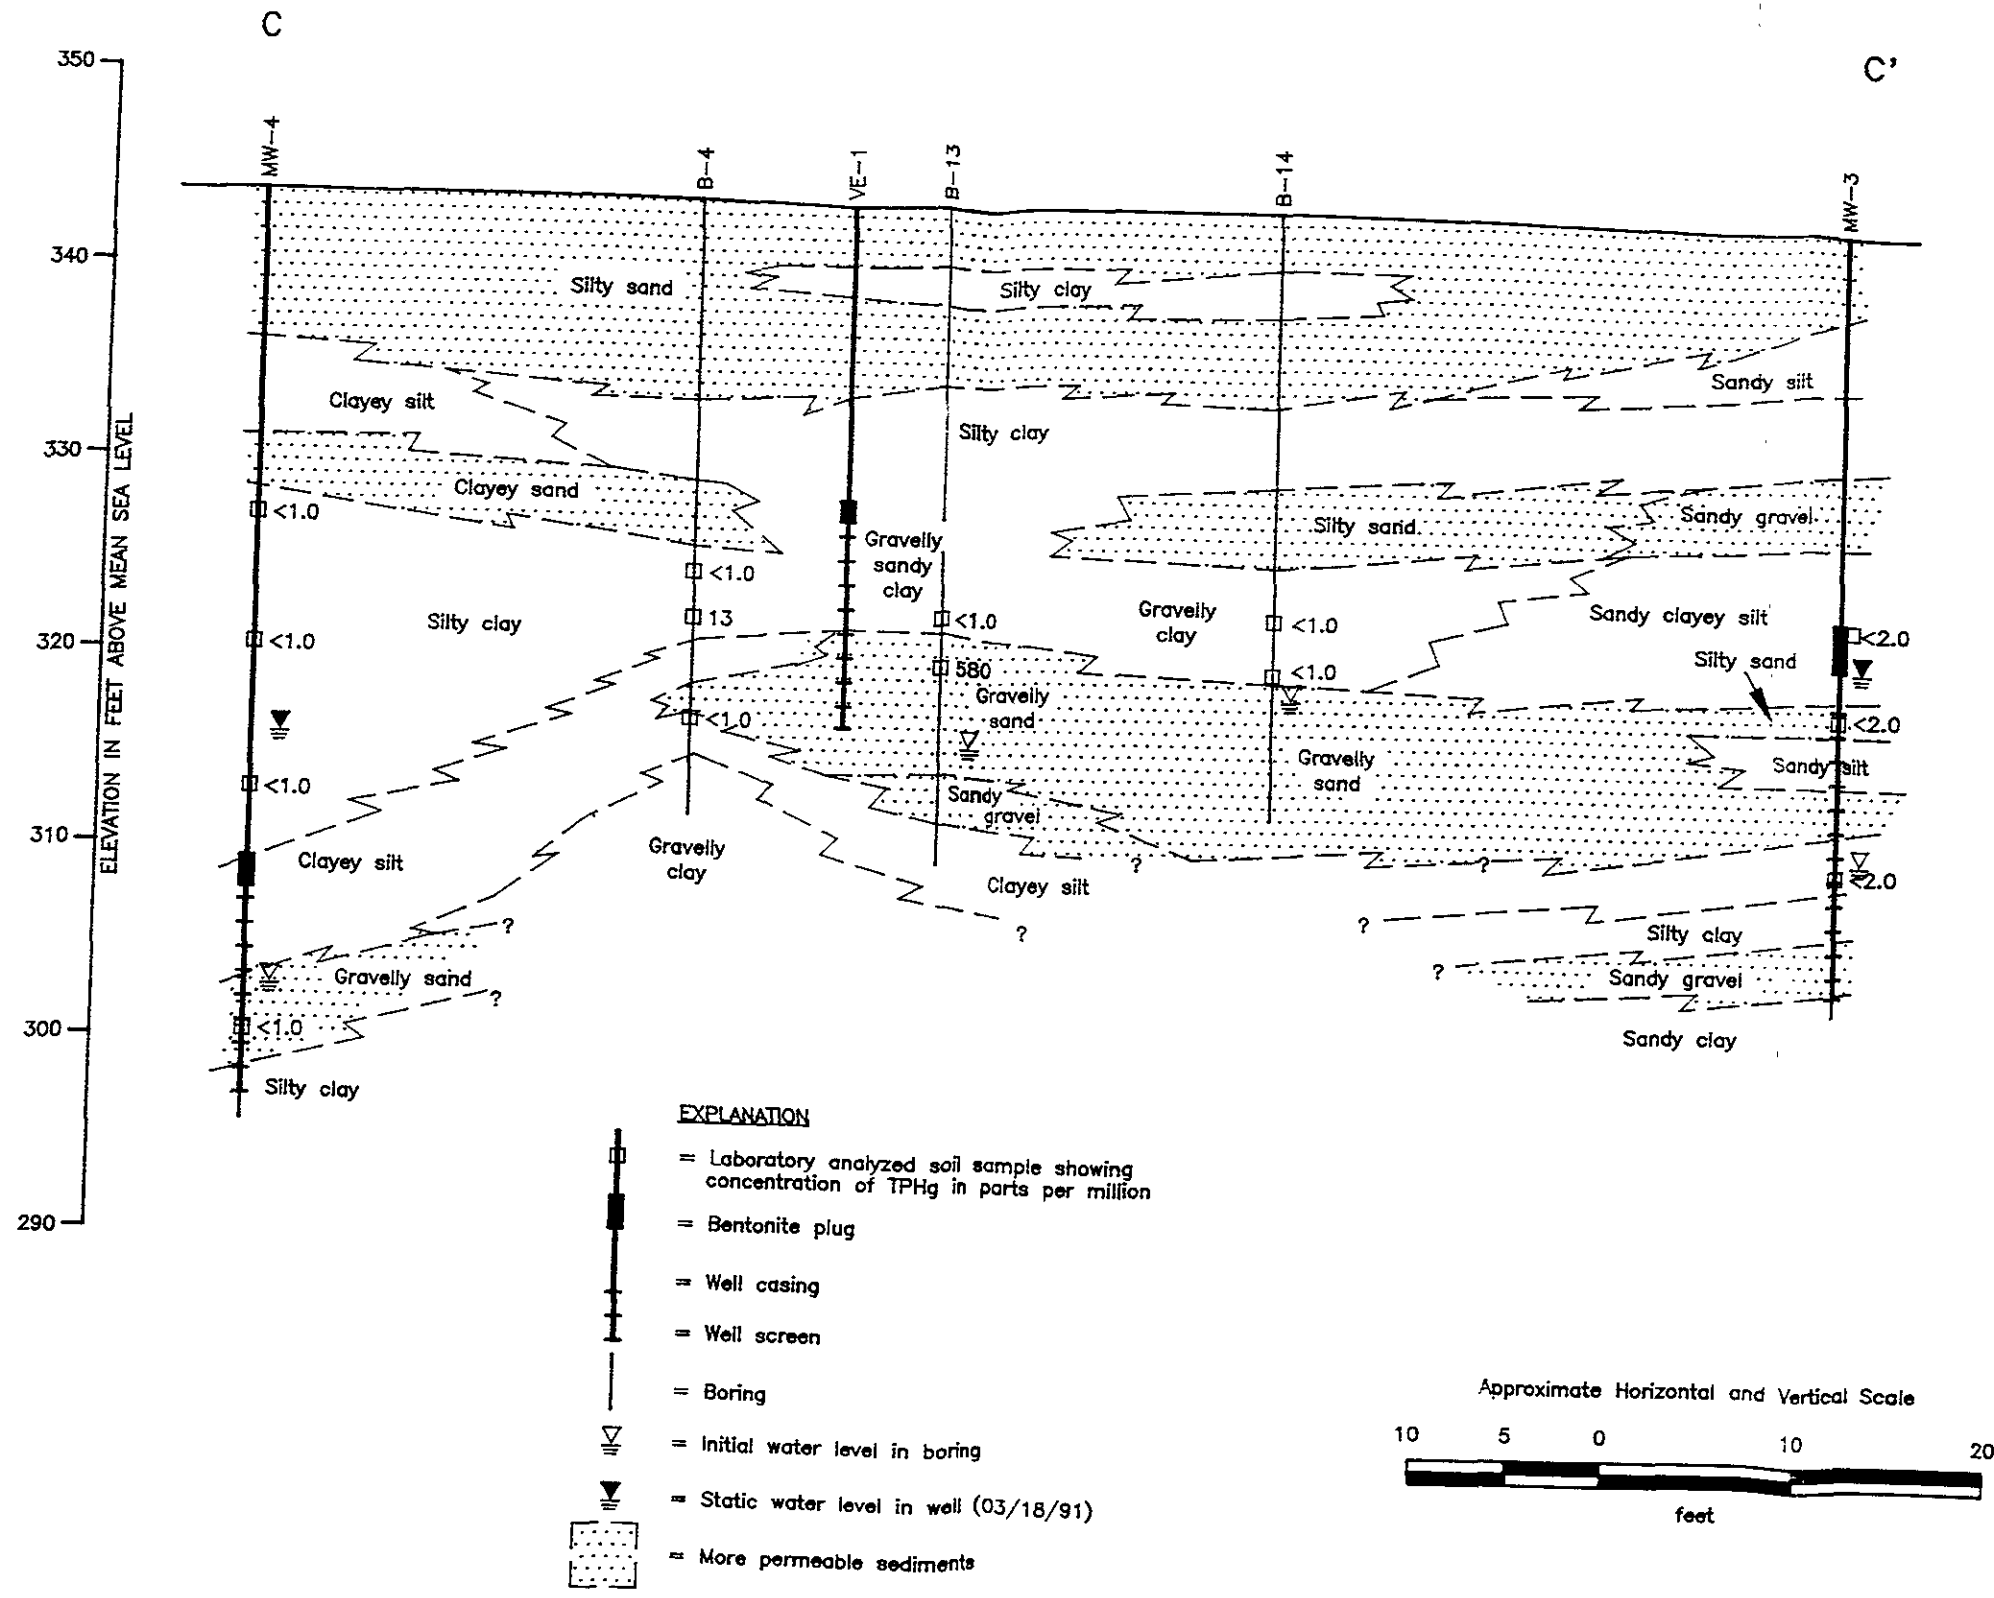 C
C'
350
340
330
320
310
300
290
ELEVATION IN FEET ABOVE MEAN SEA LEVEL
MW-4
B-4
VE-1
B-13
B-14
MW-3
Silty sand
Silty clay
Sandy silt
Clayey silt
Silty clay
Clayey sand
<1.0
Silty sand
Sandy gravel
Gravelly
sandy
clay
<1.0
13
<1.0
Silty clay
<1.0
Gravelly
clay
<1.0
Sandy clayey silt
<2.0
<1.0
580
<1.0
Silty sand
Gravelly
sand
<1.0
<2.0
Gravelly
sand
Sandy silt
<1.0
Sandy
gravel
Clayey silt
Gravelly
clay
Clayey silt
?
?
<2.0
?
?
?
Silty clay
Gravelly sand
?
?
Sandy gravel
<1.0
Sandy clay
Silty clay
EXPLANATION
= Laboratory analyzed soil sample showing
concentration of TPHg in parts per million
= Bentonite plug
= Well casing
= Well screen
= Boring
= Initial water level in boring
= Static water level in well (03/18/91)
= More permeable sediments
Approximate Horizontal and Vertical Scale
10 5 0 10 20
feet